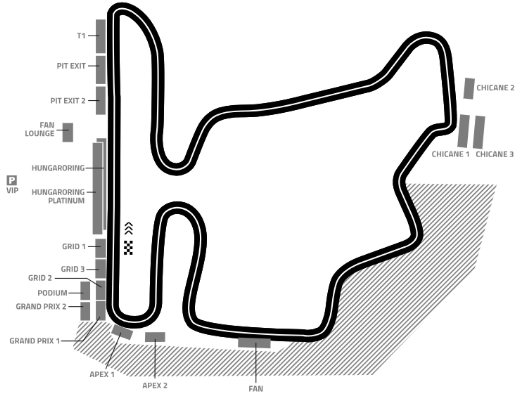 T1
PIT EXIT
PIT EXIT 2
FAN
LOUNGE
P
VIP
HUNGARORING
HUNGARORING
PLATINUM
GRID 1
GRID 3
GRID 2
PODIUM
GRAND PRIX 2
GRAND PRIX 1
APEX 1
APEX 2
FAN
CHICANE 2
CHICANE 1
CHICANE 3